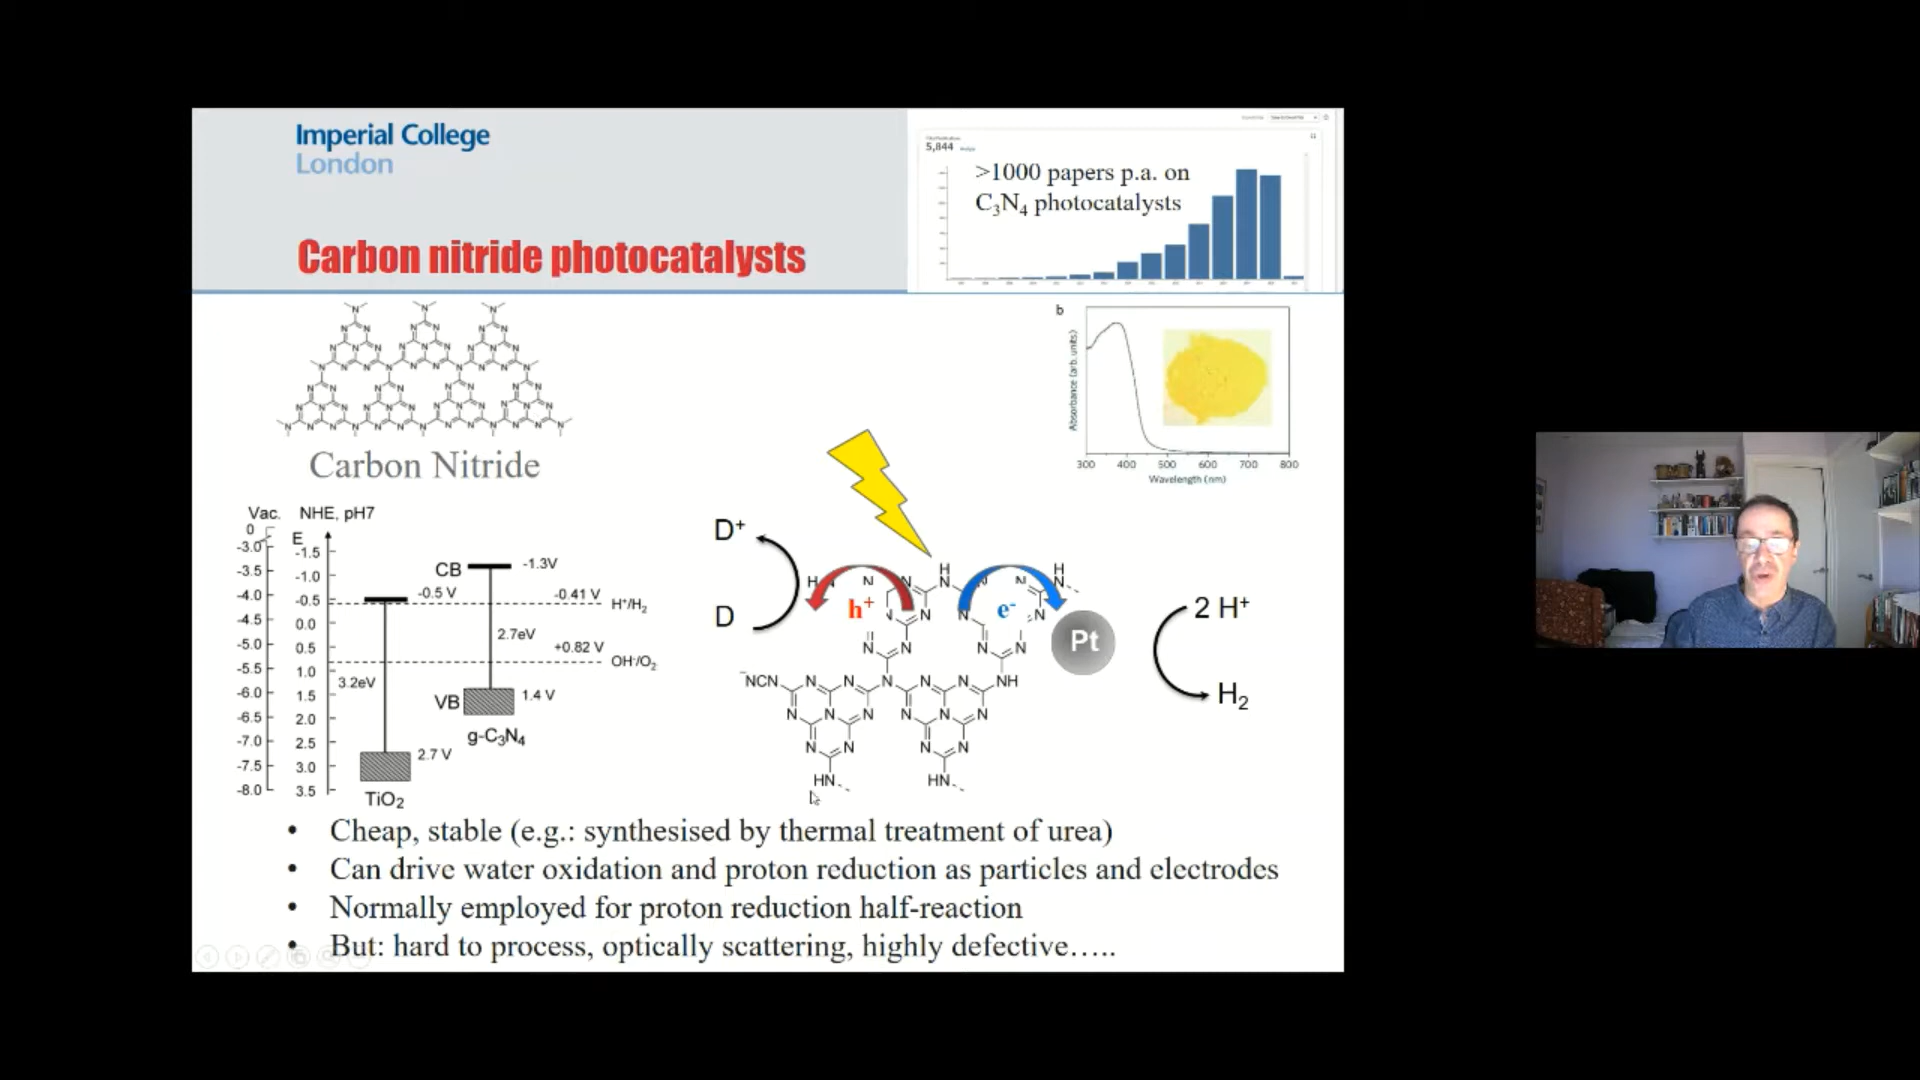 Imperial College
London
Carbon nitride photocatalysts
5,844
>1000 papers p.a. on
C₃N₄ photocatalysts
Carbon Nitride
b
Absorbance (arb. units)
300 400 500 600 700 800
Wavelength (nm)
Vac. NHE, pH7
E
0
-3.0
-3.5
-4.0
-4.5
-5.0
-5.5
-6.0
-6.5
-7.0
-7.5
-8.0
-1.5
-1.0
-0.5
0.0
0.5
1.0
1.5
2.0
2.5
3.0
3.5
CB
-1.3V
-0.5 V
-0.41 V
H⁺/H₂
2.7eV
+0.82 V
OH⁻/O₂
3.2eV
VB
1.4 V
g-C₃N₄
2.7 V
TiO₂
D⁺
D
h⁺
e⁻
Pt
2 H⁺
H₂
⁻NCN
NH
HN
HN
• Cheap, stable (e.g.: synthesised by thermal treatment of urea)
• Can drive water oxidation and proton reduction as particles and electrodes
• Normally employed for proton reduction half-reaction
• But: hard to process, optically scattering, highly defective…..